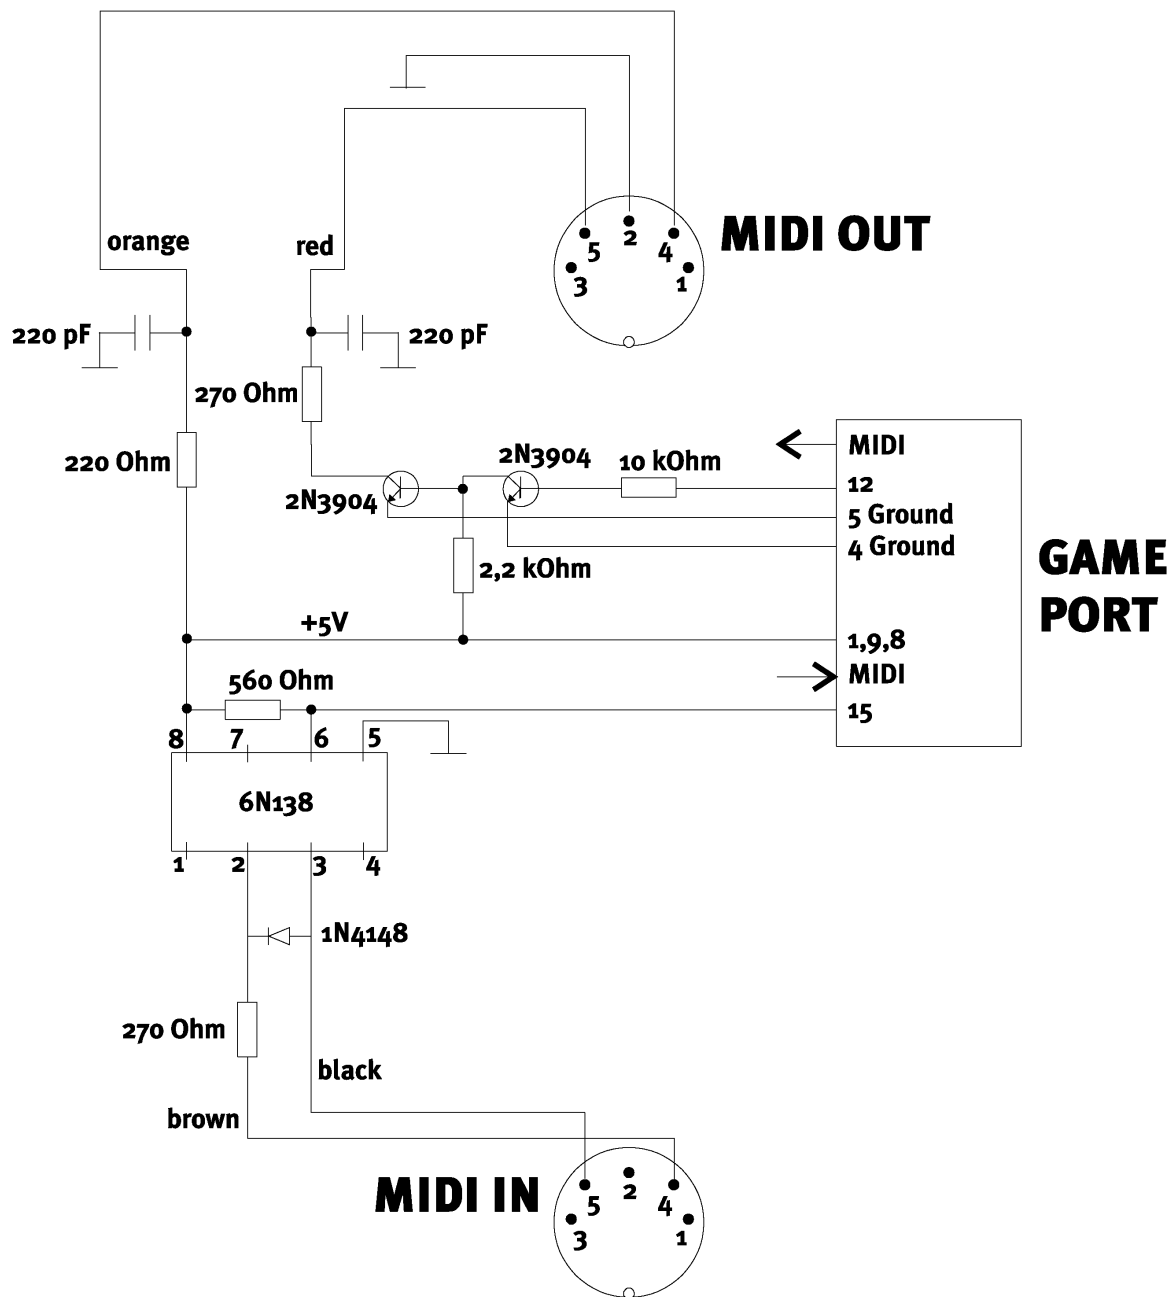 MIDI OUT
5
2
4
3
1
orange
red
220 pF
220 pF
270 Ohm
220 Ohm
2N3904
2N3904
10 kOhm
MIDI
12
5 Ground
4 Ground
GAME
PORT
2,2 kOhm
+5V
1,9,8
MIDI
560 Ohm
15
8
7
6
5
6N138
1
2
3
4
1N4148
270 Ohm
black
brown
MIDI IN
5
2
4
3
1